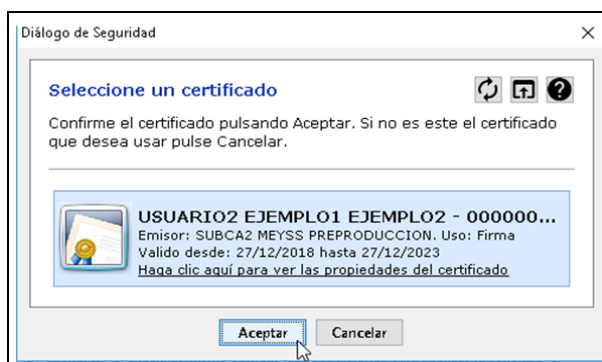 Diálogo de Seguridad
Seleccione un certificado
Confirme el certificado pulsando Aceptar. Si no es este el certificado
que desea usar pulse Cancelar.
USUARIO2 EJEMPLO1 EJEMPLO2 - 000000...
Emisor: SUBCA2 MEYSS PREPRODUCCION. Uso: Firma
Valido desde: 27/12/2018 hasta 27/12/2023
Haga clic aquí para ver las propiedades del certificado
Aceptar Cancelar